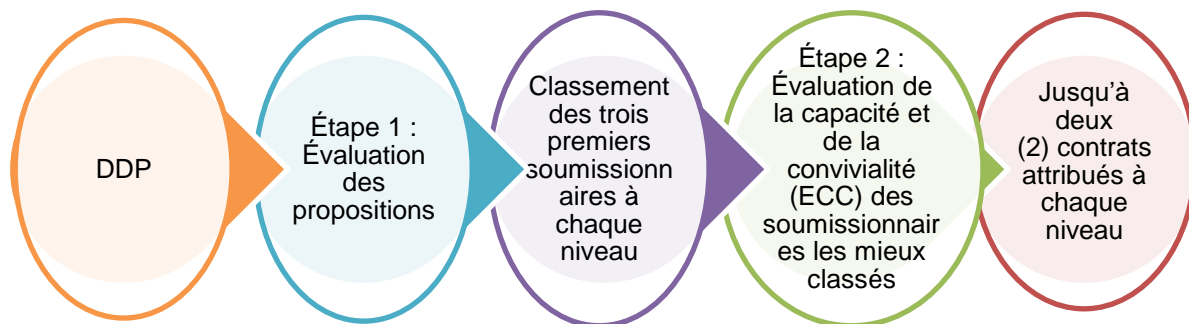 DDP
Étape 1 :
Évaluation
des
propositions
Classement
des trois
premiers
soumissionn
aires à
chaque
niveau
Étape 2 :
Évaluation de
la capacité et
de la
convivialité
(ECC) des
soumissionnair
es les mieux
classés
Jusqu'à
deux
(2) contrats
attribués à
chaque
niveau